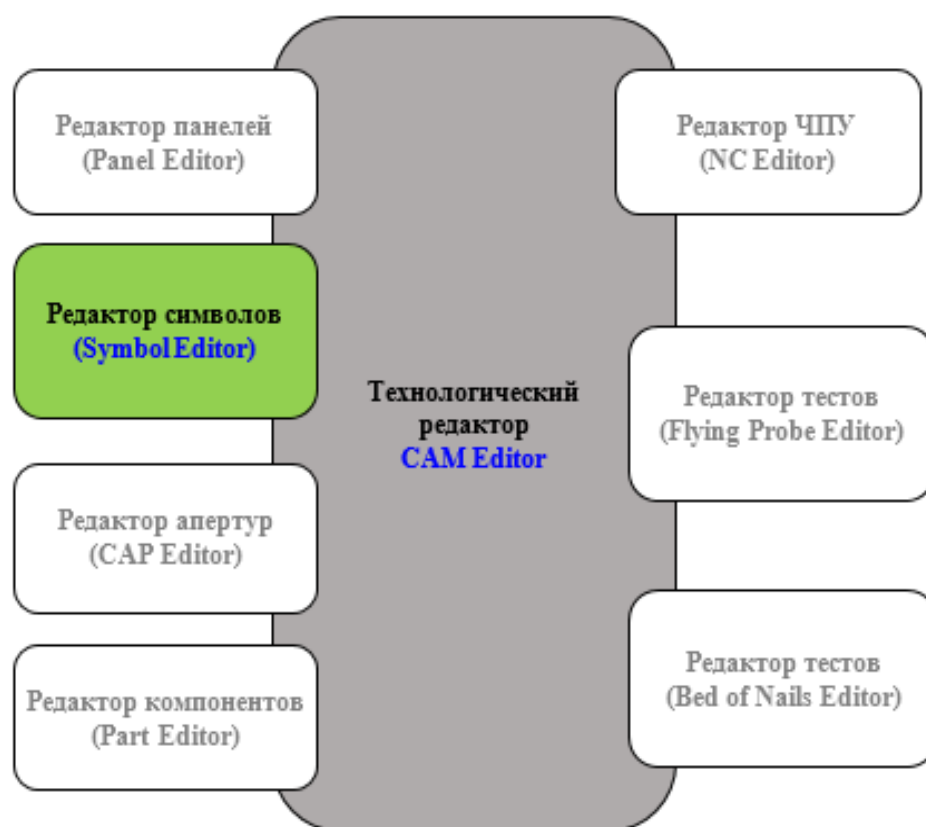 Редактор панелей
(Panel Editor)
Редактор символов
(Symbol Editor)
Редактор апертур
(CAP Editor)
Редактор компонентов
(Part Editor)
Технологический
редактор
CAM Editor
Редактор ЧПУ
(NC Editor)
Редактор тестов
(Flying Probe Editor)
Редактор тестов
(Bed of Nails Editor)